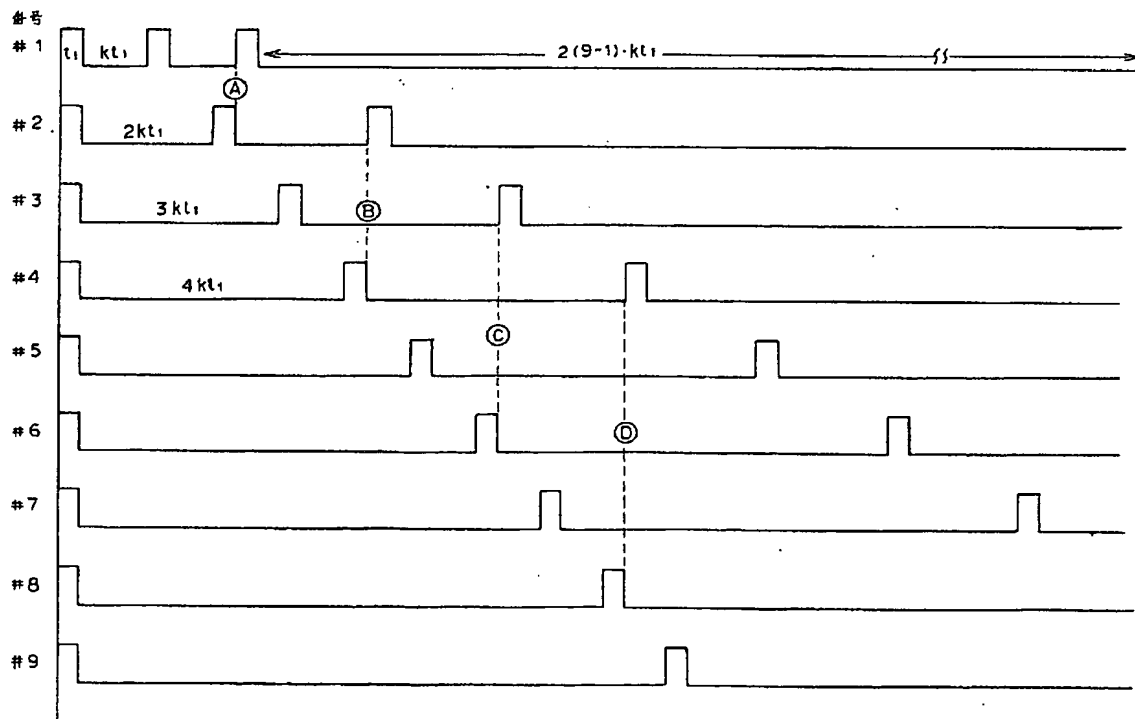 番号
#1 t₁ kt₁ 2(9-1)·kt₁
Ⓐ
#2 2kt₁
#3 3kt₁
Ⓑ
#4 4kt₁
Ⓒ
#5
#6
Ⓓ
#7
#8
#9